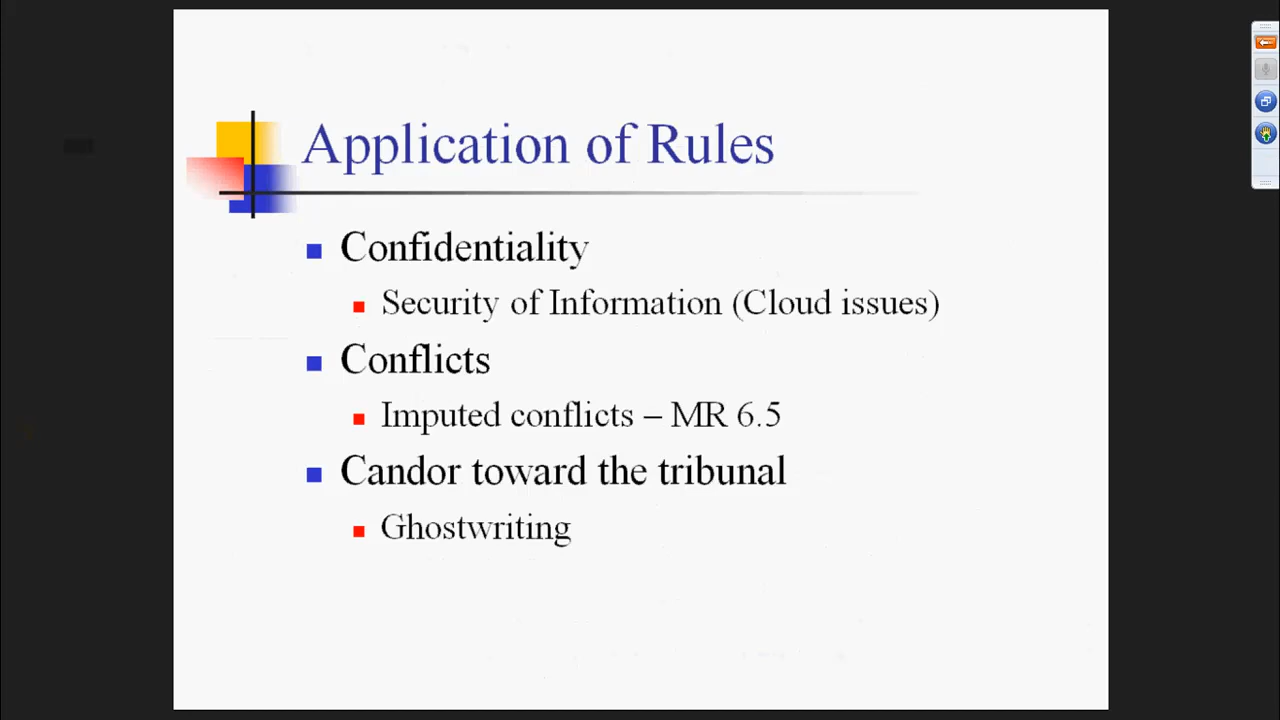 Application of Rules
Confidentiality
Security of Information (Cloud issues)
Conflicts
Imputed conflicts – MR 6.5
Candor toward the tribunal
Ghostwriting